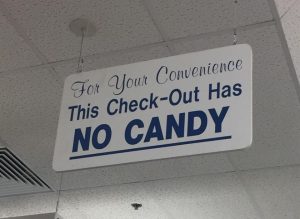 For Your Convenience
This Check-Out Has
NO CANDY